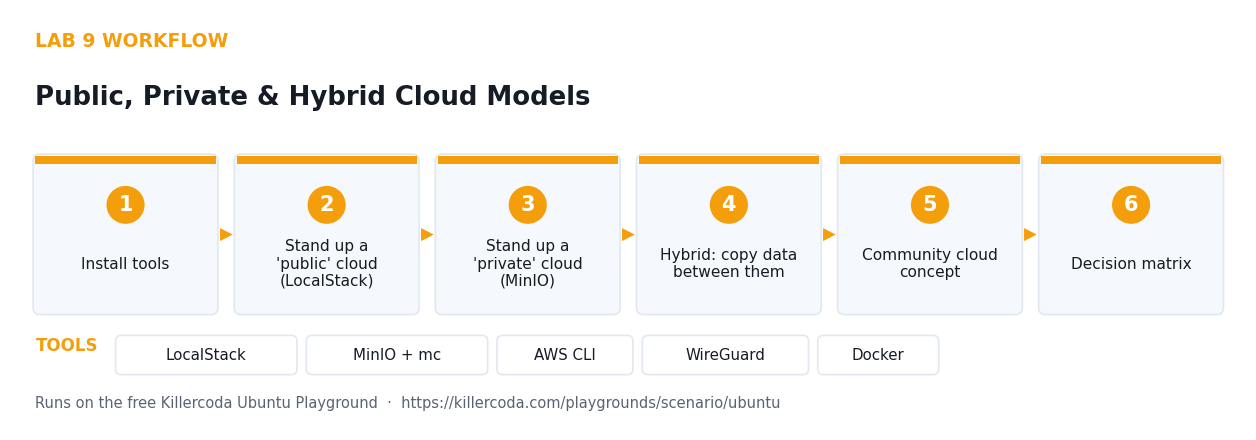 LAB 9 WORKFLOW
Public, Private & Hybrid Cloud Models
1
Install tools
2
Stand up a
'public' cloud
(LocalStack)
3
Stand up a
'private' cloud
(MinIO)
4
Hybrid: copy data
between them
5
Community cloud
concept
6
Decision matrix
TOOLS
LocalStack
MinIO + mc
AWS CLI
WireGuard
Docker
Runs on the free Killercoda Ubuntu Playground · https://killercoda.com/playgrounds/scenario/ubuntu